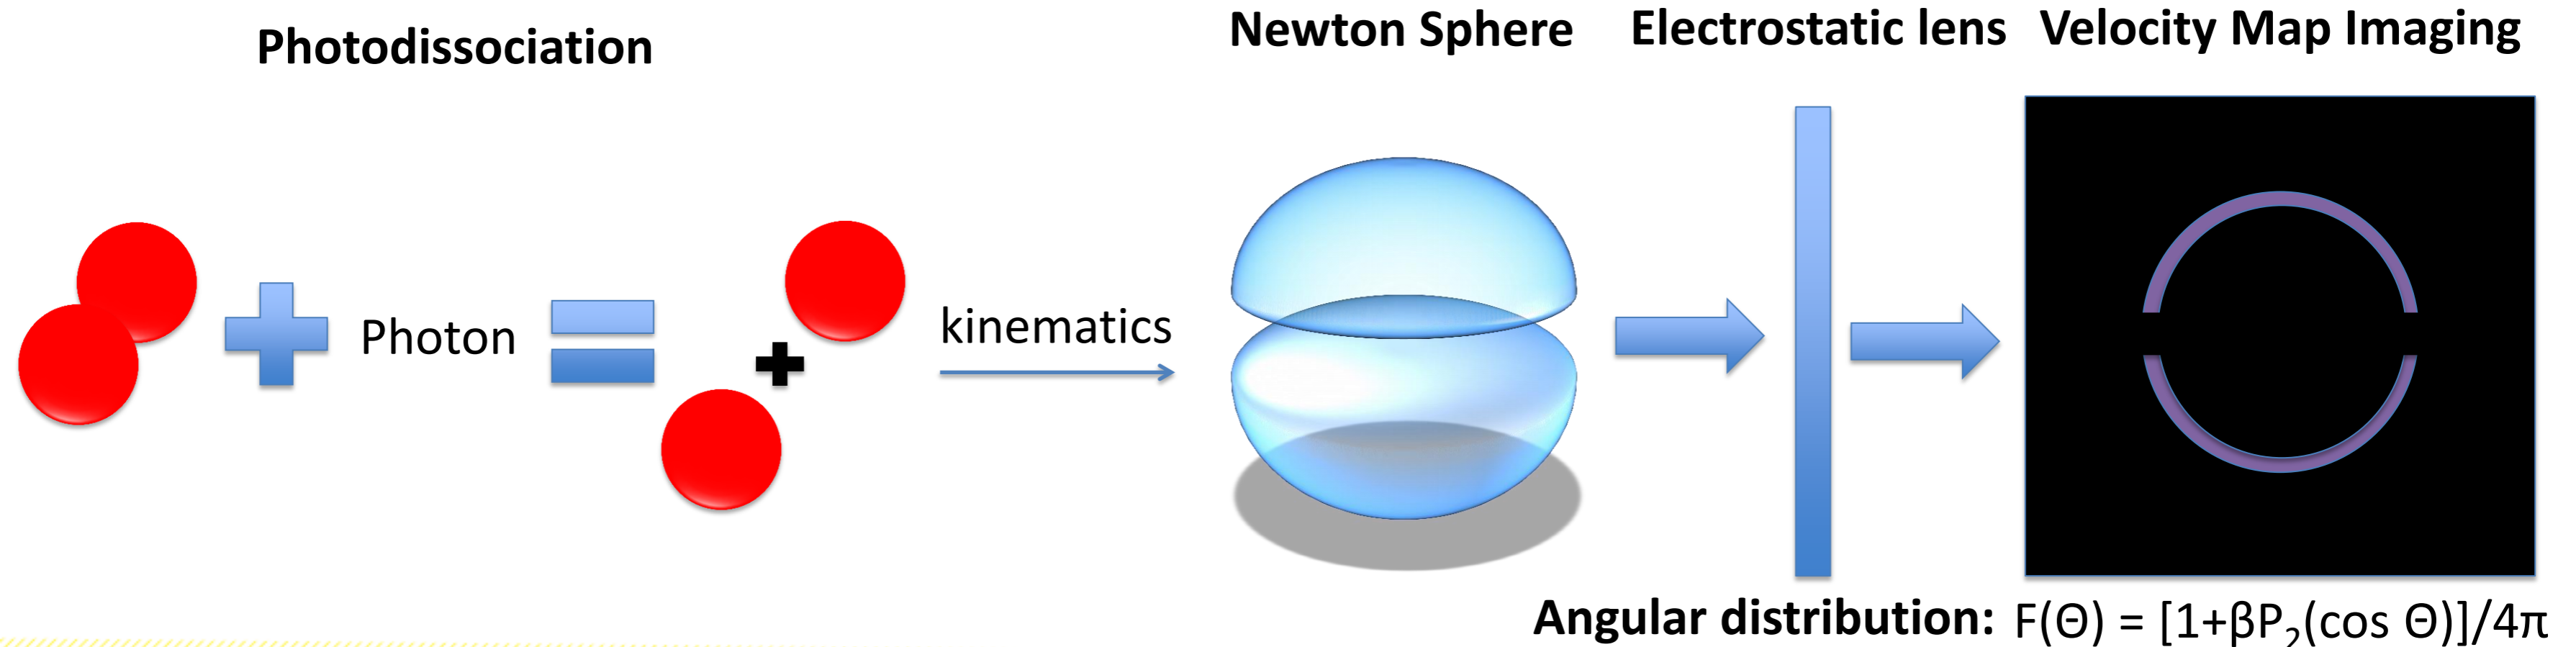 Photodissociation
Newton Sphere
Electrostatic lens
Velocity Map Imaging
Photon
kinematics
Angular distribution: F(Θ) = [1+βP₂(cos Θ)]/4π